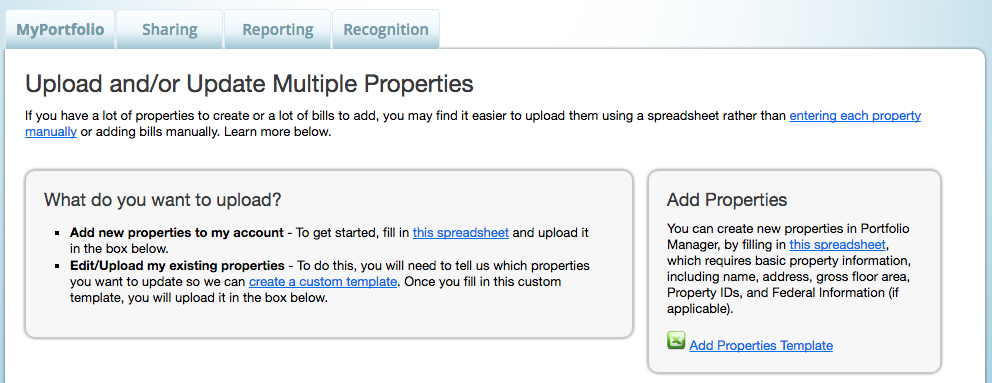 MyPortfolio
Sharing
Reporting
Recognition
Upload and/or Update Multiple Properties
If you have a lot of properties to create or a lot of bills to add, you may find it easier to upload them using a spreadsheet rather than entering each property
manually or adding bills manually. Learn more below.
What do you want to upload?
Add new properties to my account - To get started, fill in this spreadsheet and upload it
in the box below.
Edit/Upload my existing properties - To do this, you will need to tell us which properties
you want to update so we can create a custom template. Once you fill in this custom
template, you will upload it in the box below.
Add Properties
You can create new properties in Portfolio
Manager, by filling in this spreadsheet,
which requires basic property information,
including name, address, gross floor area,
Property IDs, and Federal Information (if
applicable).
Add Properties Template